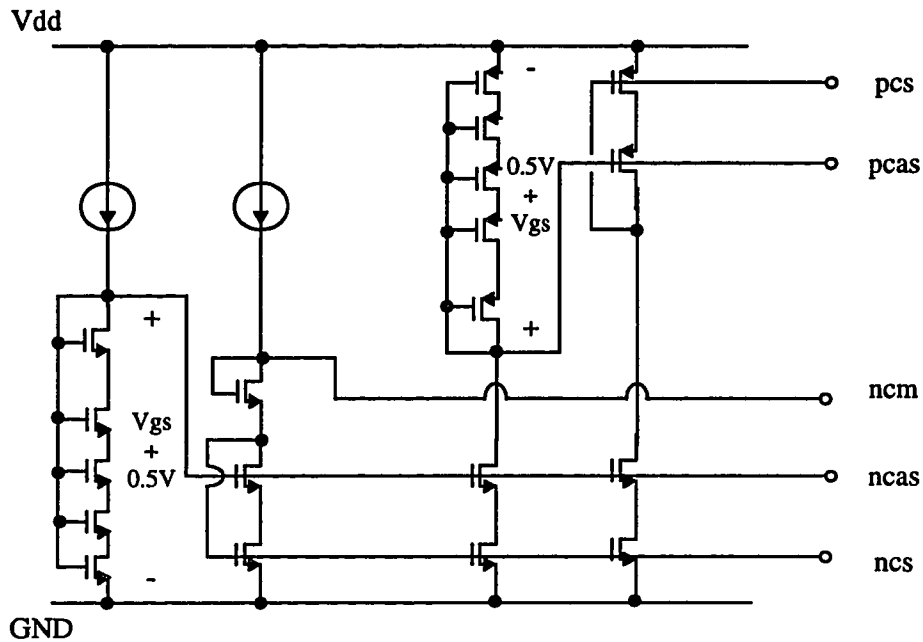 Vdd
-
pcs
pcas
0.5V
+
Vgs
+
+
ncm
Vgs
+
0.5V
ncas
-
ncs
GND